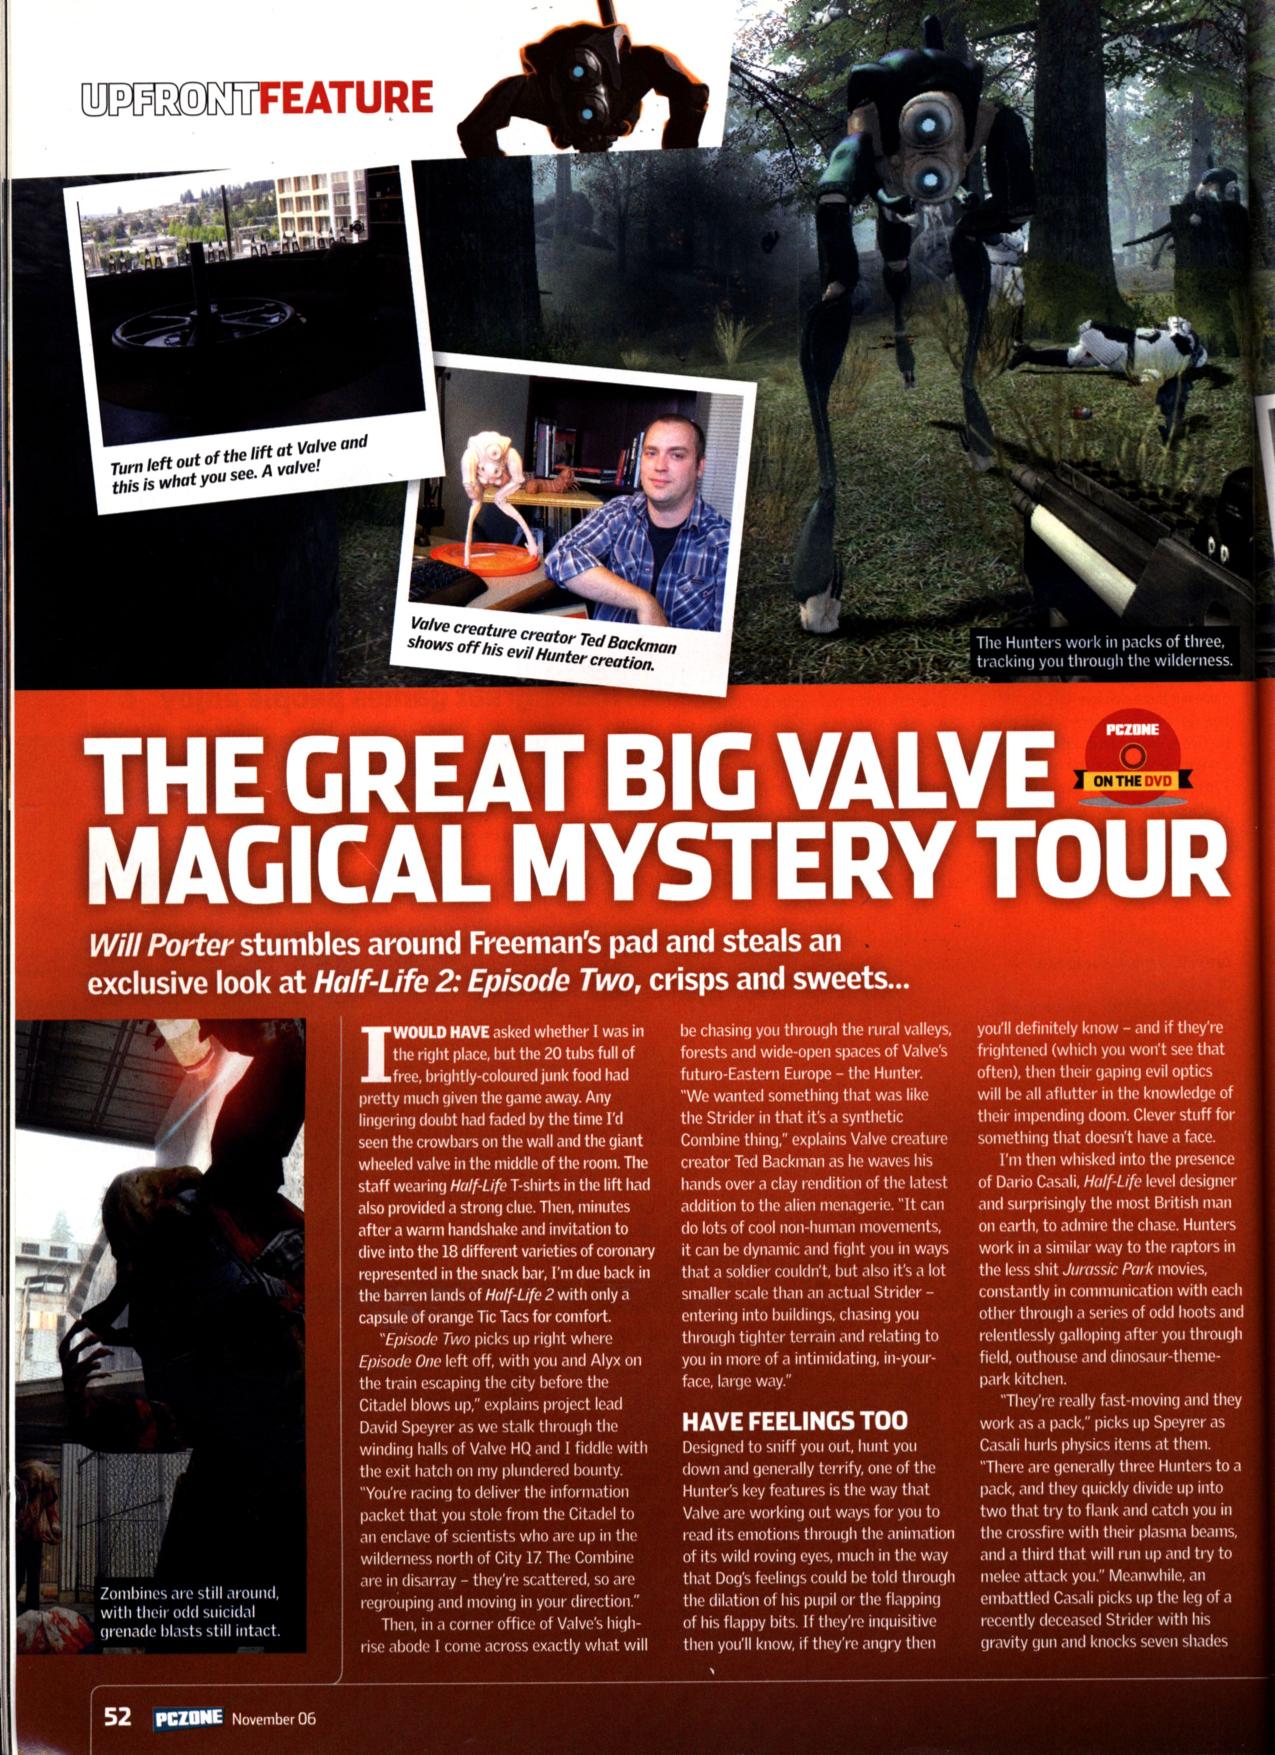 UPFRONTFEATURE
Turn left out of the lift at Valve and
this is what you see. A valve!
Valve creature creator Ted Backman
shows off his evil Hunter creation.
The Hunters work in packs of three,
tracking you through the wilderness.
THE GREAT BIG VALVE
MAGICAL MYSTERY TOUR
PCZONE
ON THE DVD
Will Porter stumbles around Freeman's pad and steals an
exclusive look at Half-Life 2: Episode Two, crisps and sweets...
I WOULD HAVE asked whether I was in
the right place, but the 20 tubs full of
free, brightly-coloured junk food had
pretty much given the game away. Any
lingering doubt had faded by the time I'd
seen the crowbars on the wall and the giant
wheeled valve in the middle of the room. The
staff wearing Half-Life T-shirts in the lift had
also provided a strong clue. Then, minutes
after a warm handshake and invitation to
dive into the 18 different varieties of coronary
represented in the snack bar, I'm due back in
the barren lands of Half-Life 2 with only a
capsule of orange Tic Tacs for comfort.
"Episode Two picks up right where
Episode One left off, with you and Alyx on
the train escaping the city before the
Citadel blows up," explains project lead
David Speyrer as we stalk through the
winding halls of Valve HQ and I fiddle with
the exit hatch on my plundered bounty.
"You're racing to deliver the information
packet that you stole from the Citadel to
an enclave of scientists who are up in the
wilderness north of City 17. The Combine
are in disarray – they're scattered, so are
regrouping and moving in your direction."
Then, in a corner office of Valve's high-
rise abode I come across exactly what will
be chasing you through the rural valleys,
forests and wide-open spaces of Valve's
futuro-Eastern Europe – the Hunter.
"We wanted something that was like
the Strider in that it's a synthetic
Combine thing," explains Valve creature
creator Ted Backman as he waves his
hands over a clay rendition of the latest
addition to the alien menagerie. "It can
do lots of cool non-human movements,
it can be dynamic and fight you in ways
that a soldier couldn't, but also it's a lot
smaller scale than an actual Strider –
entering into buildings, chasing you
through tighter terrain and relating to
you in more of a intimidating, in-your-
face, large way."
HAVE FEELINGS TOO
Designed to sniff you out, hunt you
down and generally terrify, one of the
Hunter's key features is the way that
Valve are working out ways for you to
read its emotions through the animation
of its wild roving eyes, much in the way
that Dog's feelings could be told through
the dilation of his pupil or the flapping
of his flappy bits. If they're inquisitive
then you'll know, if they're angry then
you'll definitely know – and if they're
frightened (which you won't see that
often), then their gaping evil optics
will be all aflutter in the knowledge of
their impending doom. Clever stuff for
something that doesn't have a face.
I'm then whisked into the presence
of Dario Casali, Half-Life level designer
and surprisingly the most British man
on earth, to admire the chase. Hunters
work in a similar way to the raptors in
the less shit Jurassic Park movies,
constantly in communication with each
other through a series of odd hoots and
relentlessly galloping after you through
field, outhouse and dinosaur-theme-
park kitchen.
"They're really fast-moving and they
work as a pack," picks up Speyrer as
Casali hurls physics items at them.
"There are generally three Hunters to a
pack, and they quickly divide up into
two that try to flank and catch you in
the crossfire with their plasma beams,
and a third that will run up and try to
melee attack you." Meanwhile, an
embattled Casali picks up the leg of a
recently deceased Strider with his
gravity gun and knocks seven shades
Zombines are still around,
with their odd suicidal
grenade blasts still intact.
52 PCZONE November 06